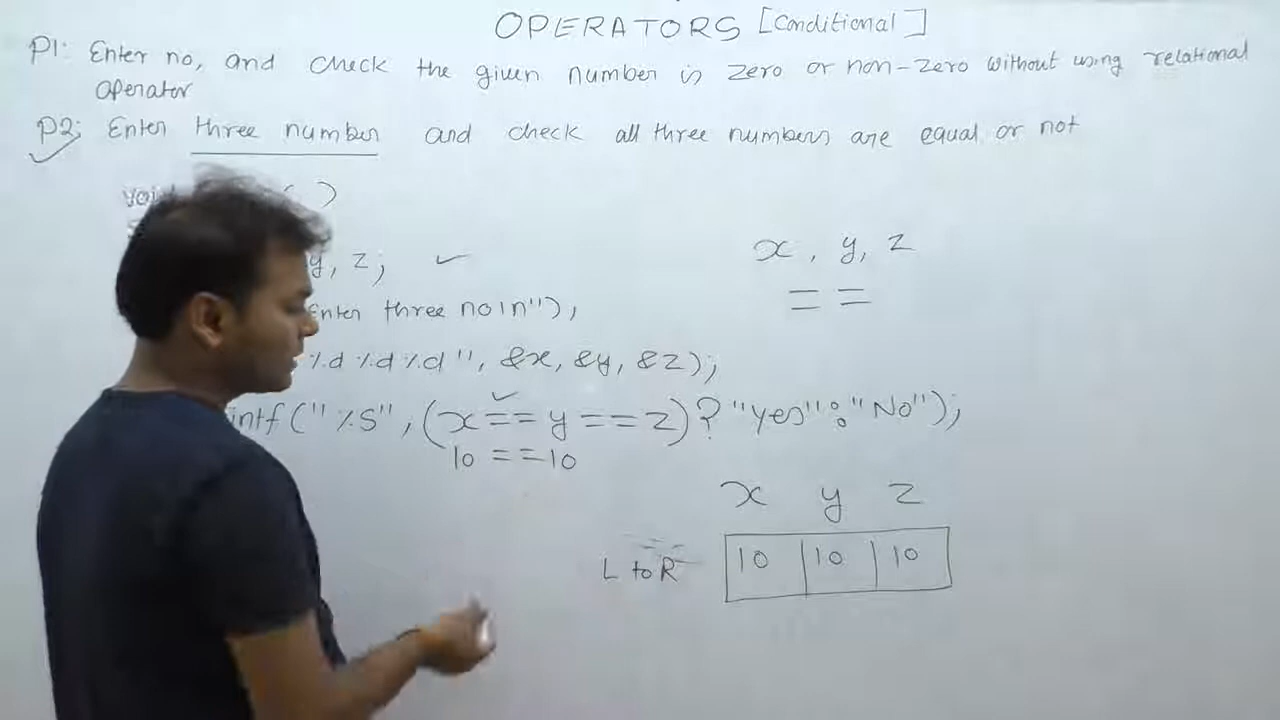 OPERATORS [Conditional]
P1: Enter no, and check the given number is zero or non-zero without using relational
operator
P2: Enter three number and check all three numbers are equal or not
( )
y, z;
x, y, z
Enter three no\n");
= =
%d %d %d", &x, &y, &z);
intf("%s", (x == y == z) ? "Yes" : "No");
10 == 10
x y z
L to R 10 10 10